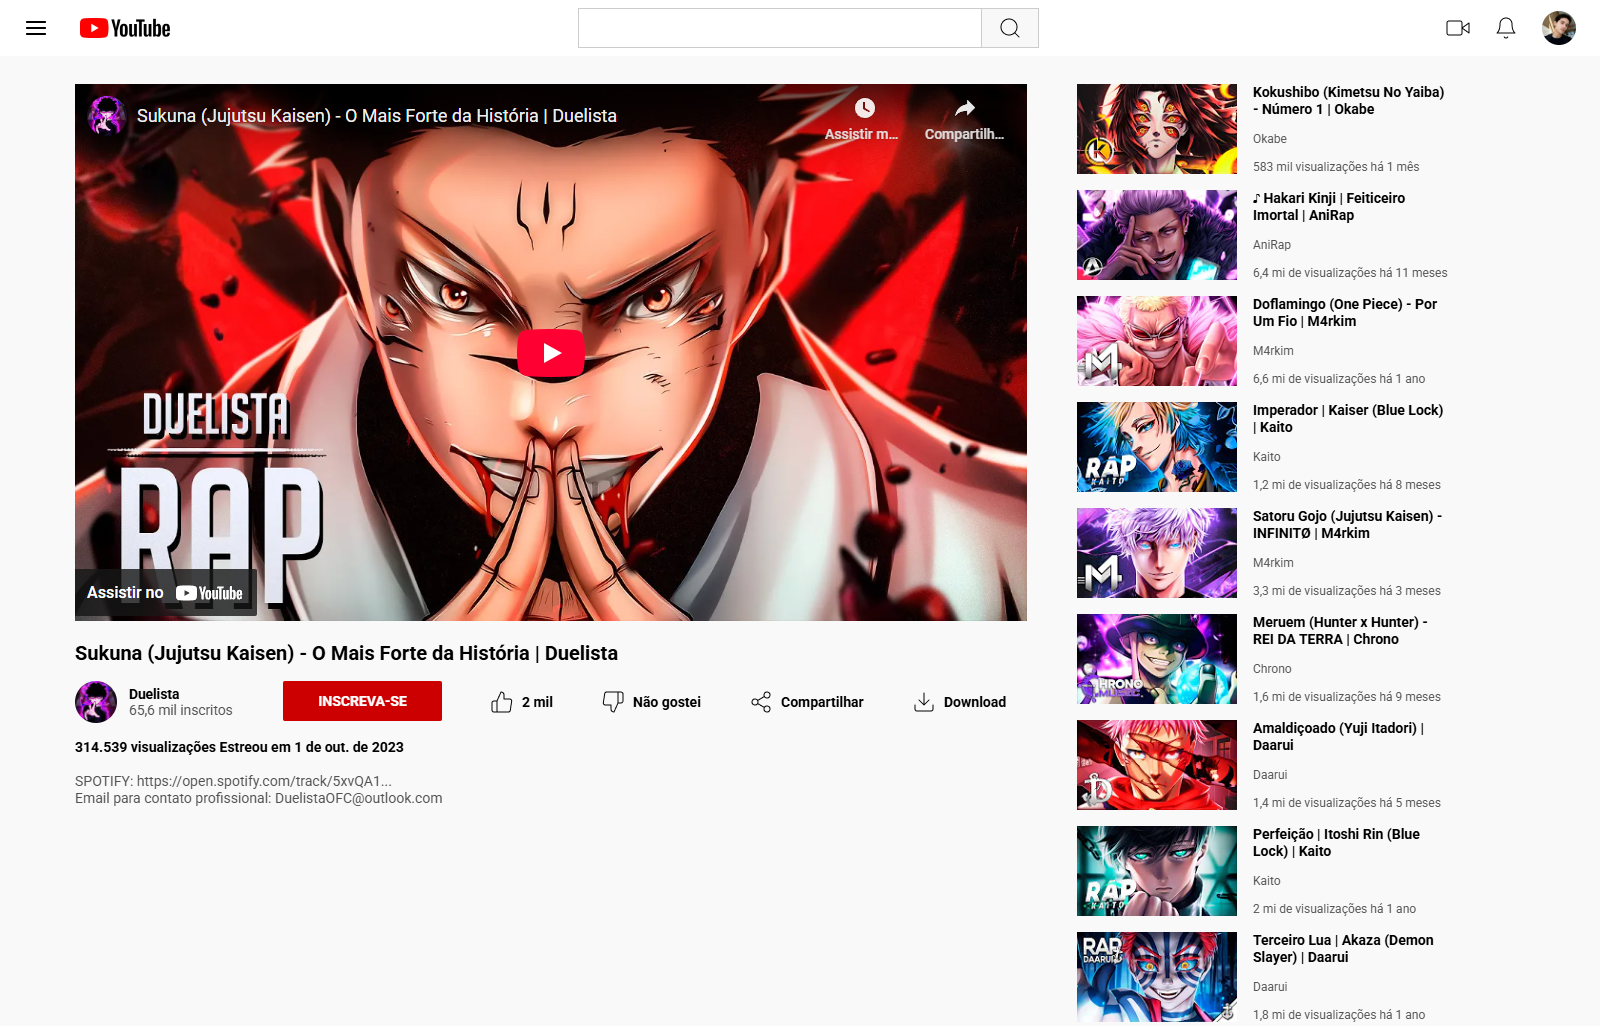 YouTube
Sukuna (Jujutsu Kaisen) - O Mais Forte da História | Duelista
Assistir m...
Compartilh...
DUELISTA
RAP
Assistir no YouTube
Sukuna (Jujutsu Kaisen) - O Mais Forte da História | Duelista
Duelista
65,6 mil inscritos
INSCREVA-SE
2 mil
Não gostei
Compartilhar
Download
314.539 visualizações Estreou em 1 de out. de 2023
SPOTIFY: https://open.spotify.com/track/5xvQA1...
Email para contato profissional: DuelistaOFC@outlook.com
K
Kokushibo (Kimetsu No Yaiba)
- Número 1 | Okabe
Okabe
583 mil visualizações há 1 mês
♪ Hakari Kinji | Feiticeiro
Imortal | AniRap
AniRap
6,4 mi de visualizações há 11 meses
M
Doflamingo (One Piece) - Por
Um Fio | M4rkim
M4rkim
6,6 mi de visualizações há 1 ano
RAP
KAITO
Imperador | Kaiser (Blue Lock)
| Kaito
Kaito
1,2 mi de visualizações há 8 meses
M
Satoru Gojo (Jujutsu Kaisen) -
INFINITØ | M4rkim
M4rkim
3,3 mi de visualizações há 3 meses
CHRONO
MUSIC
Meruem (Hunter x Hunter) -
REI DA TERRA | Chrono
Chrono
1,6 mi de visualizações há 9 meses
D
Amaldiçoado (Yuji Itadori) |
Daarui
Daarui
1,4 mi de visualizações há 5 meses
RAP
KAITO
Perfeição | Itoshi Rin (Blue
Lock) | Kaito
Kaito
2 mi de visualizações há 1 ano
RAP
DAARUI
Terceiro Lua | Akaza (Demon
Slayer) | Daarui
Daarui
1,8 mi de visualizações há 1 ano